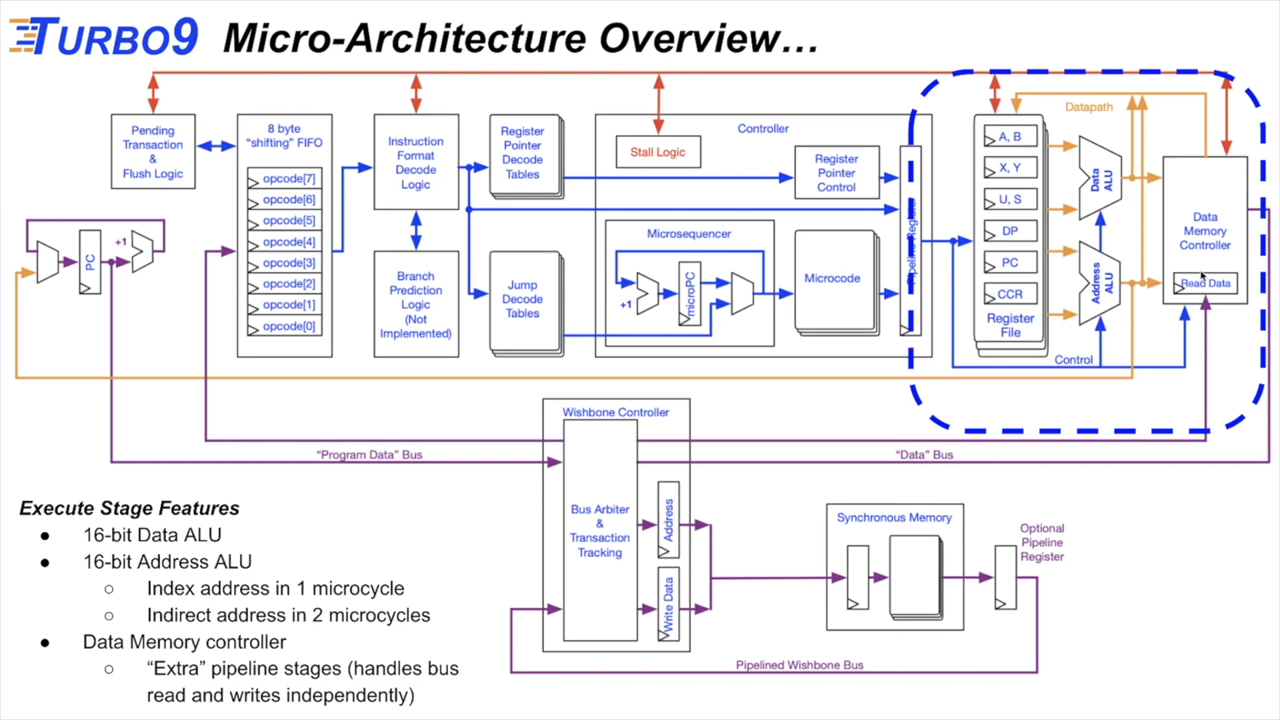 TURBO9 Micro-Architecture Overview…
Pending
Transaction
&
Flush Logic
8 byte
“shifting” FIFO
opcode[7]
opcode[6]
opcode[5]
opcode[4]
opcode[3]
opcode[2]
opcode[1]
opcode[0]
+1
PC
Instruction
Format
Decode
Logic
Branch
Prediction
Logic
(Not
Implemented)
Register
Pointer
Decode
Tables
Jump
Decode
Tables
Controller
Stall Logic
Register
Pointer
Control
Microsequencer
+1
microPC
Microcode
Pipeline Register
Datapath
A, B
X, Y
U, S
DP
PC
CCR
Register
File
Data
ALU
Address
ALU
Control
Data
Memory
Controller
Read Data
“Program Data” Bus
“Data” Bus
Wishbone Controller
Bus Arbiter
&
Transaction
Tracking
Address
Write Data
Synchronous Memory
Optional
Pipeline
Register
Pipelined Wishbone Bus
Execute Stage Features
● 16-bit Data ALU
● 16-bit Address ALU
○ Index address in 1 microcycle
○ Indirect address in 2 microcycles
● Data Memory controller
○ “Extra” pipeline stages (handles bus
read and writes independently)